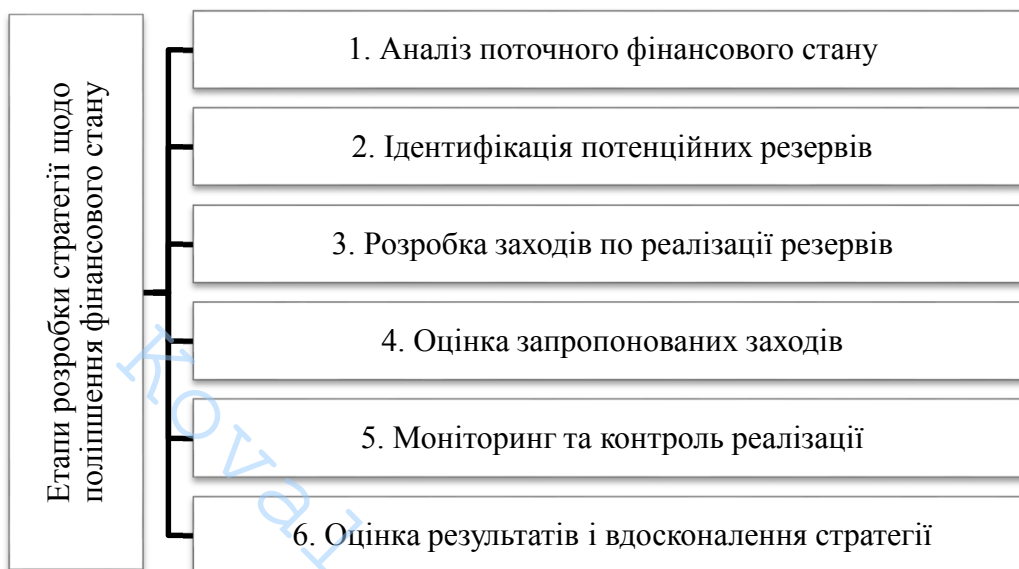 Етапи розробки стратегії щодо
поліпшення фінансового стану
1. Аналіз поточного фінансового стану
2. Ідентифікація потенційних резервів
3. Розробка заходів по реалізації резервів
4. Оцінка запропонованих заходів
5. Моніторинг та контроль реалізації
6. Оцінка результатів і вдосконалення стратегії
Koval